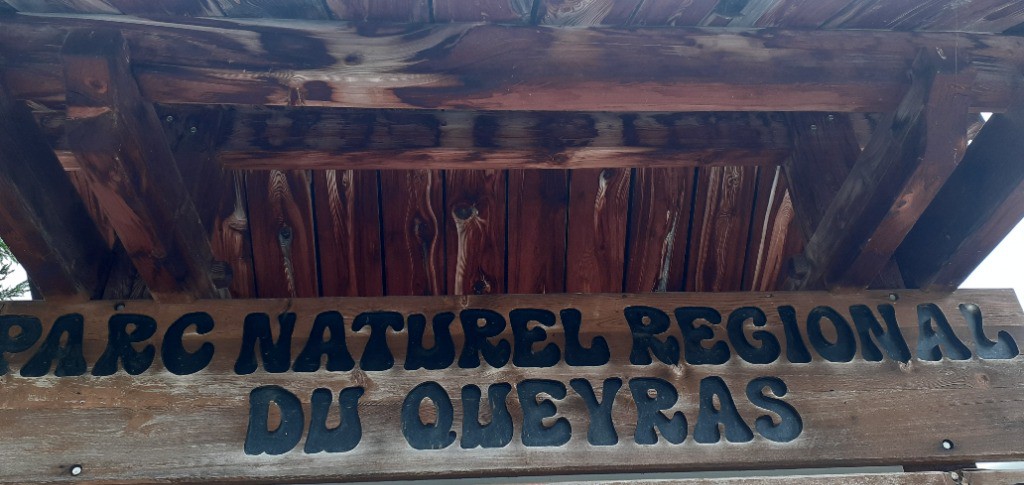 PARC NATUREL REGIONAL
DU QUEYRAS